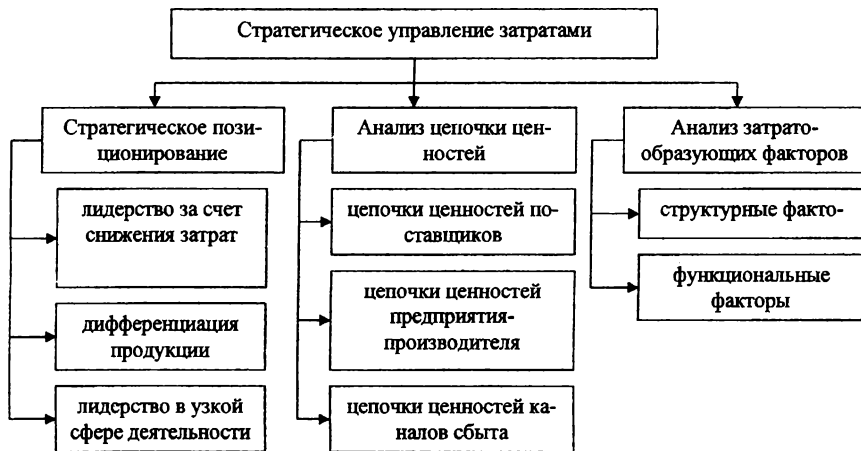 Стратегическое управление затратами
Стратегическое пози-
ционирование
лидерство за счет
снижения затрат
дифференциация
продукции
лидерство в узкой
сфере деятельности
Анализ цепочки цен-
ностей
цепочки ценностей по-
ставщиков
цепочки ценностей
предприятия-
производителя
цепочки ценностей ка-
налов сбыта
Анализ затрато-
образующих факторов
структурные факто-
функциональные
факторы